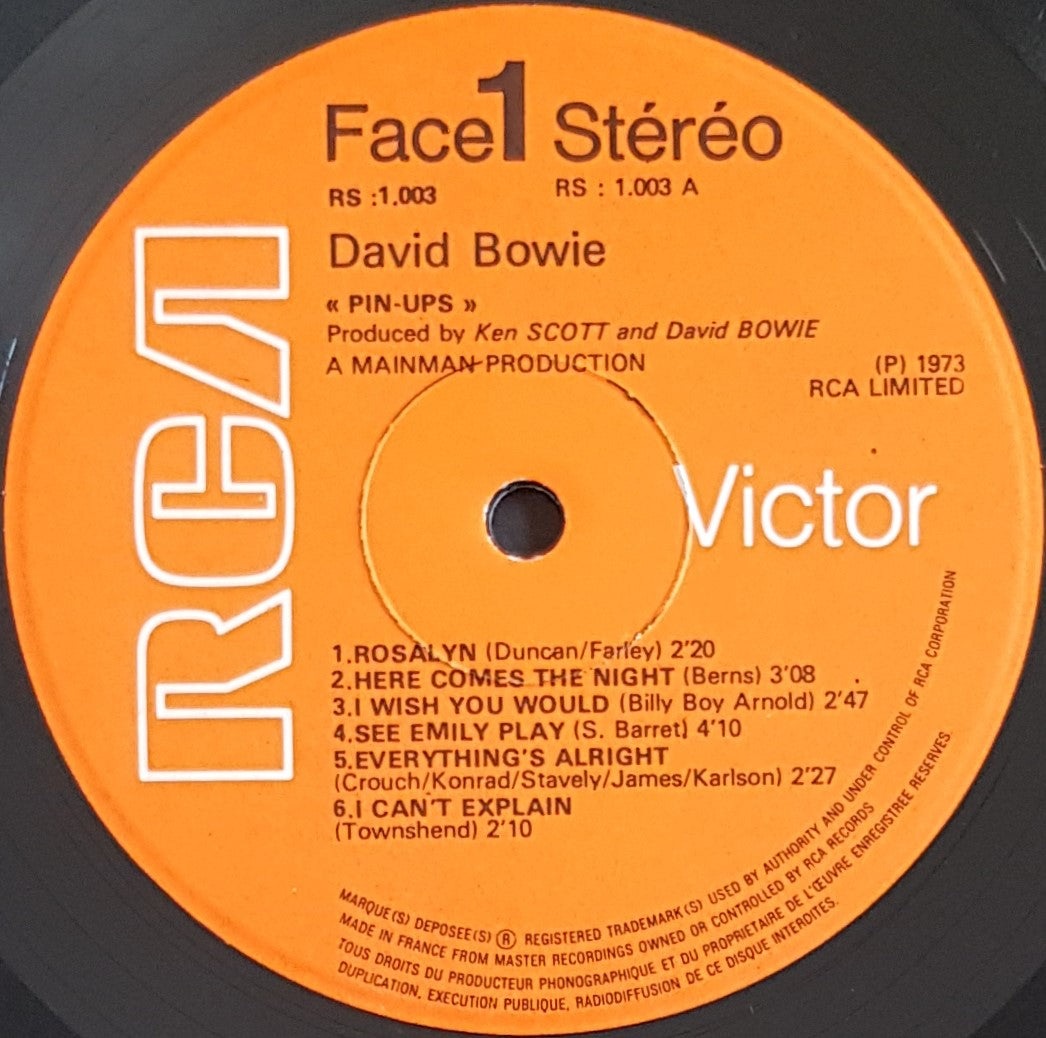 Face 1 Stéréo
RS :1.003 RS : 1.003 A
David Bowie
« PIN-UPS »
Produced by Ken SCOTT and David BOWIE
A MAINMAN PRODUCTION
(P) 1973
RCA LIMITED
RCA
Victor
1.ROSALYN (Duncan/Farley) 2'20
2.HERE COMES THE NIGHT (Berns) 3'08
3.I WISH YOU WOULD (Billy Boy Arnold) 2'47
4.SEE EMILY PLAY (S. Barret) 4'10
5.EVERYTHING'S ALRIGHT
(Crouch/Konrad/Stavely/James/Karlson) 2'27
6.I CAN'T EXPLAIN
(Townshend) 2'10
MARQUE(S) DEPOSEE(S) ® REGISTERED TRADEMARK(S) USED BY AUTHORITY AND UNDER CONTROL OF RCA CORPORATION
MADE IN FRANCE FROM MASTER RECORDINGS OWNED OR CONTROLLED BY RCA RECORDS
TOUS DROITS DU PRODUCTEUR PHONOGRAPHIQUE ET DU PROPRIETAIRE DE L'ŒUVRE ENREGISTREE RESERVES.
DUPLICATION, EXECUTION PUBLIQUE, RADIODIFFUSION DE CE DISQUE INTERDITES.